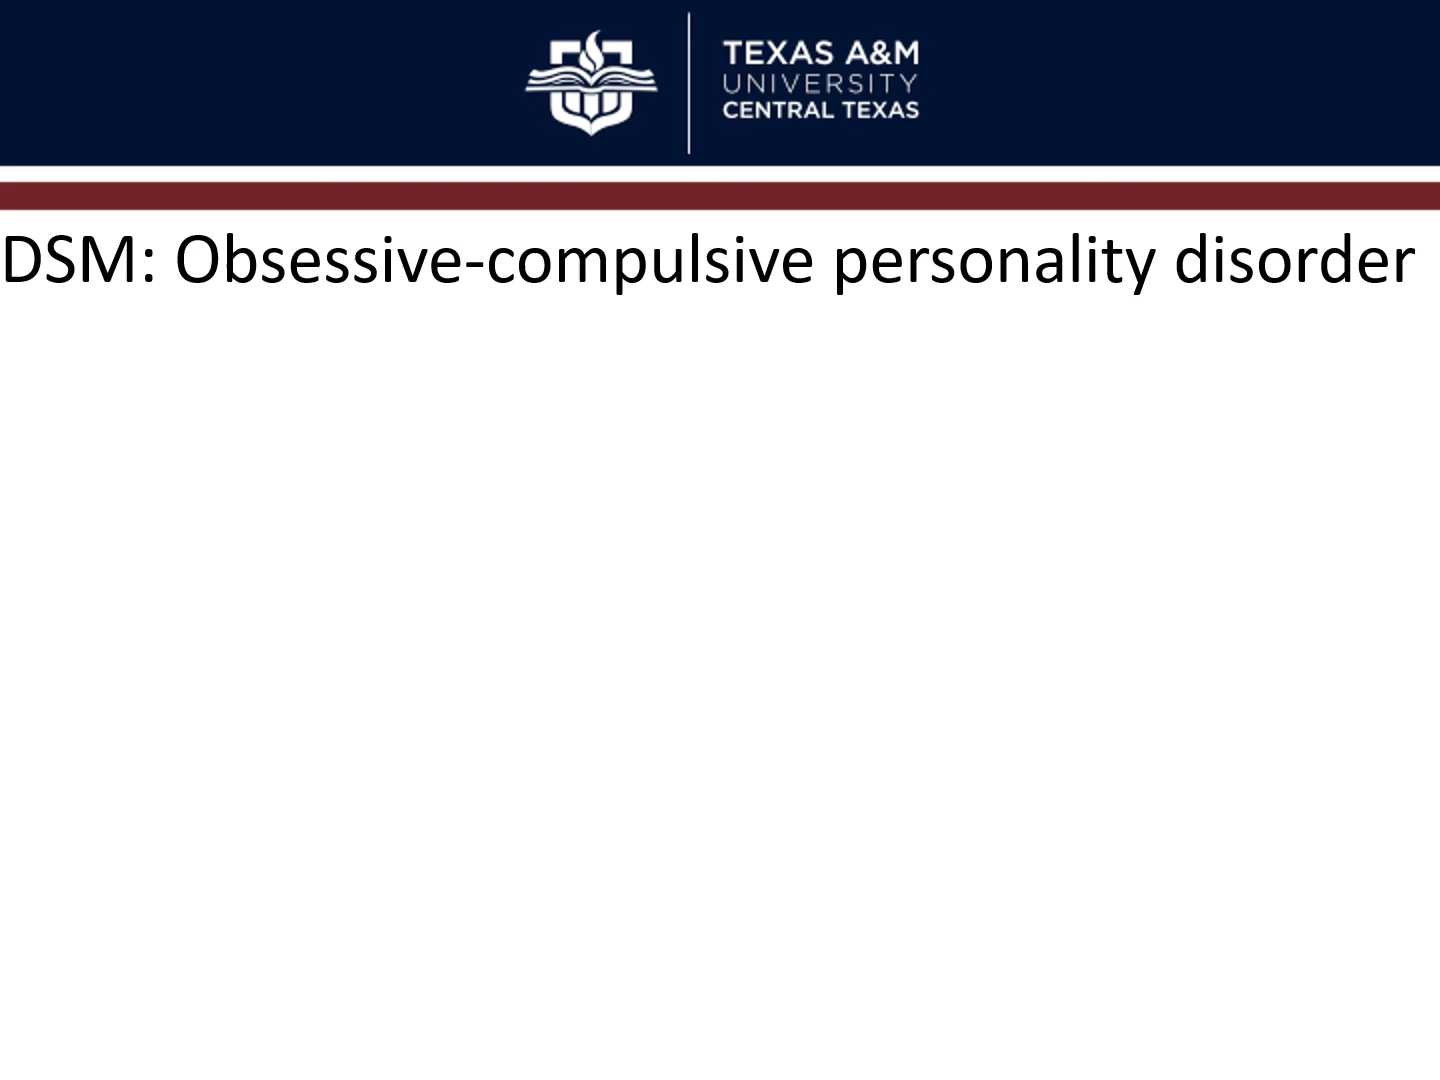 TEXAS A&M
UNIVERSITY
CENTRAL TEXAS
DSM: Obsessive-compulsive personality disorder